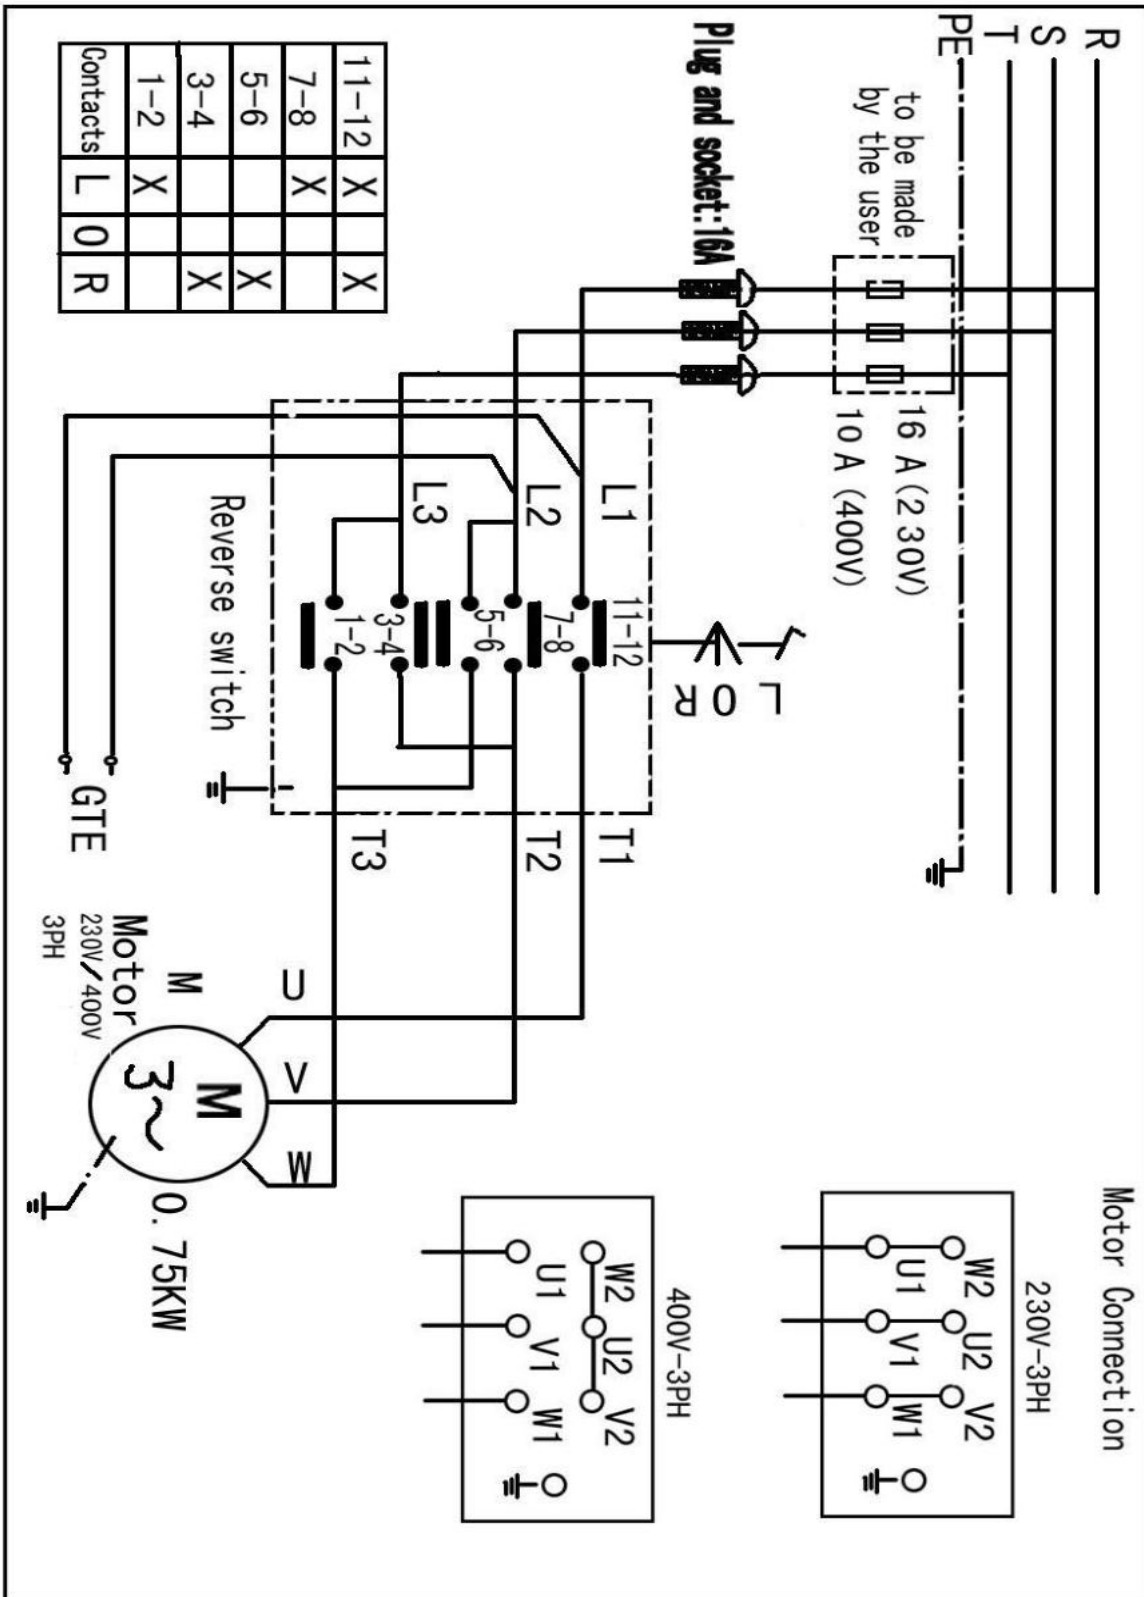 R
S
T
PE
to be made
by the user
16 A(230V)
10 A (400V)
Plug and socket:16A
11-12 X X
7-8 X
5-6 X
3-4 X
1-2 X
Contacts L O R
L1
L2
L3
11-12
7-8
5-6
3-4
1-2
L O R
Reverse switch
GTE
T1
T2
T3
U
V
W
M
Motor
230V/400V
3PH
M
3~
0.75KW
Motor Connection
230V-3PH
W2 U2 V2
U1 V1 W1
400V-3PH
W2 U2 V2
U1 V1 W1